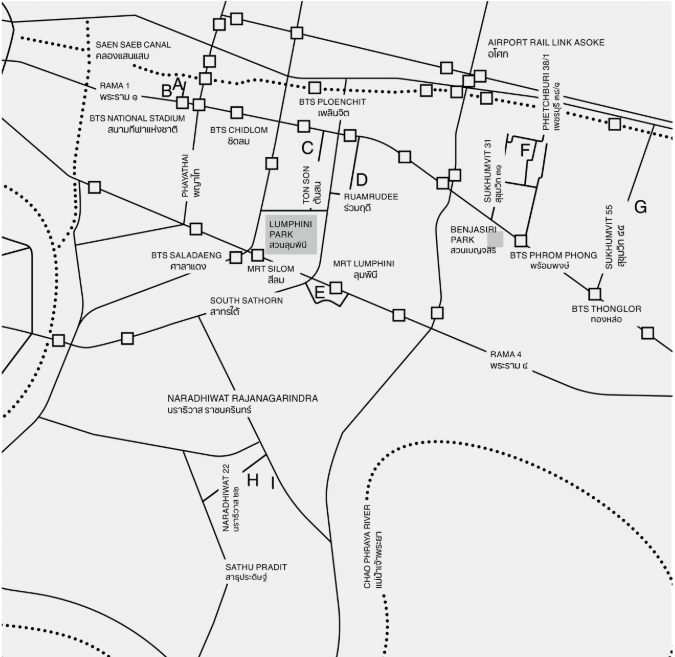 AIRPORT RAIL LINK ASOKE
อโศก
SAEN SAEB CANAL
คลองแสนแสบ
PHETCHBURI 38/1
เพชรบุรี ๓๘/๑
RAMA 1
พระราม ๑
B
A
BTS PLOENCHIT
เพลินจิต
BTS NATIONAL STADIUM
สนามกีฬาแห่งชาติ
BTS CHIDLOM
ชิดลม
C
D
F
G
PHAYATHAI
พญาไท
TON SON
ต้นสน
RUAMRUDEE
ร่วมฤดี
SUKHUMVIT 31
สุขุมวิท ๓๑
SUKHUMVIT 55
สุขุมวิท ๕๕
LUMPHINI
PARK
สวนลุมพินี
BENJASIRI
PARK
สวนเบญจสิริ
BTS SALADAENG
ศาลาแดง
MRT SILOM
สีลม
MRT LUMPHINI
ลุมพินี
BTS PHROM PHONG
พร้อมพงษ์
E
SOUTH SATHORN
สาทรใต้
BTS THONGLOR
ทองหล่อ
RAMA 4
พระราม ๔
NARADHIWAT RAJANAGARINDRA
นราธิวาส ราชนครินทร์
H
I
NARADHIWAT 22
นราธิวาส ๒๒
CHAO PHRAYA RIVER
แม่น้ำเจ้าพระยา
SATHU PRADIT
สาธุประดิษฐ์